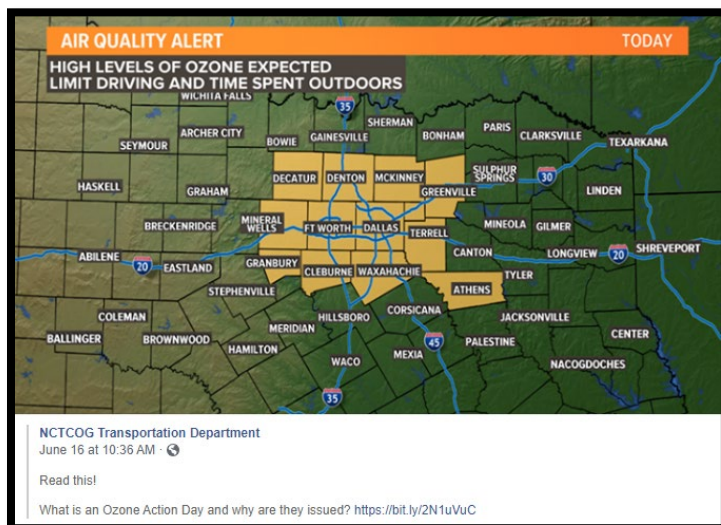 AIR QUALITY ALERT
TODAY
HIGH LEVELS OF OZONE EXPECTED
LIMIT DRIVING AND TIME SPENT OUTDOORS
WICHITA FALLS
35
SHERMAN
SEYMOUR
ARCHER CITY
BOWIE
GAINESVILLE
BONHAM
PARIS
CLARKSVILLE
TEXARKANA
HASKELL
GRAHAM
DECATUR
DENTON
MCKINNEY
GREENVILLE
SULPHUR
SPRINGS
30
LINDEN
BRECKENRIDGE
MINERAL
WELLS
FT WORTH
DALLAS
TERRELL
MINEOLA
GILMER
ABILENE
20
EASTLAND
GRANBURY
CLEBURNE
WAXAHACHIE
CANTON
LONGVIEW
20
SHREVEPORT
STEPHENVILLE
ATHENS
TYLER
COLEMAN
HILLSBORO
CORSICANA
JACKSONVILLE
BALLINGER
BROWNWOOD
HAMILTON
MERIDIAN
WACO
MEXIA
45
PALESTINE
CENTER
NACOGDOCHES
35
NCTCOG Transportation Department
June 16 at 10:36 AM ·
Read this!
What is an Ozone Action Day and why are they issued? https://bit.ly/2N1uVuC